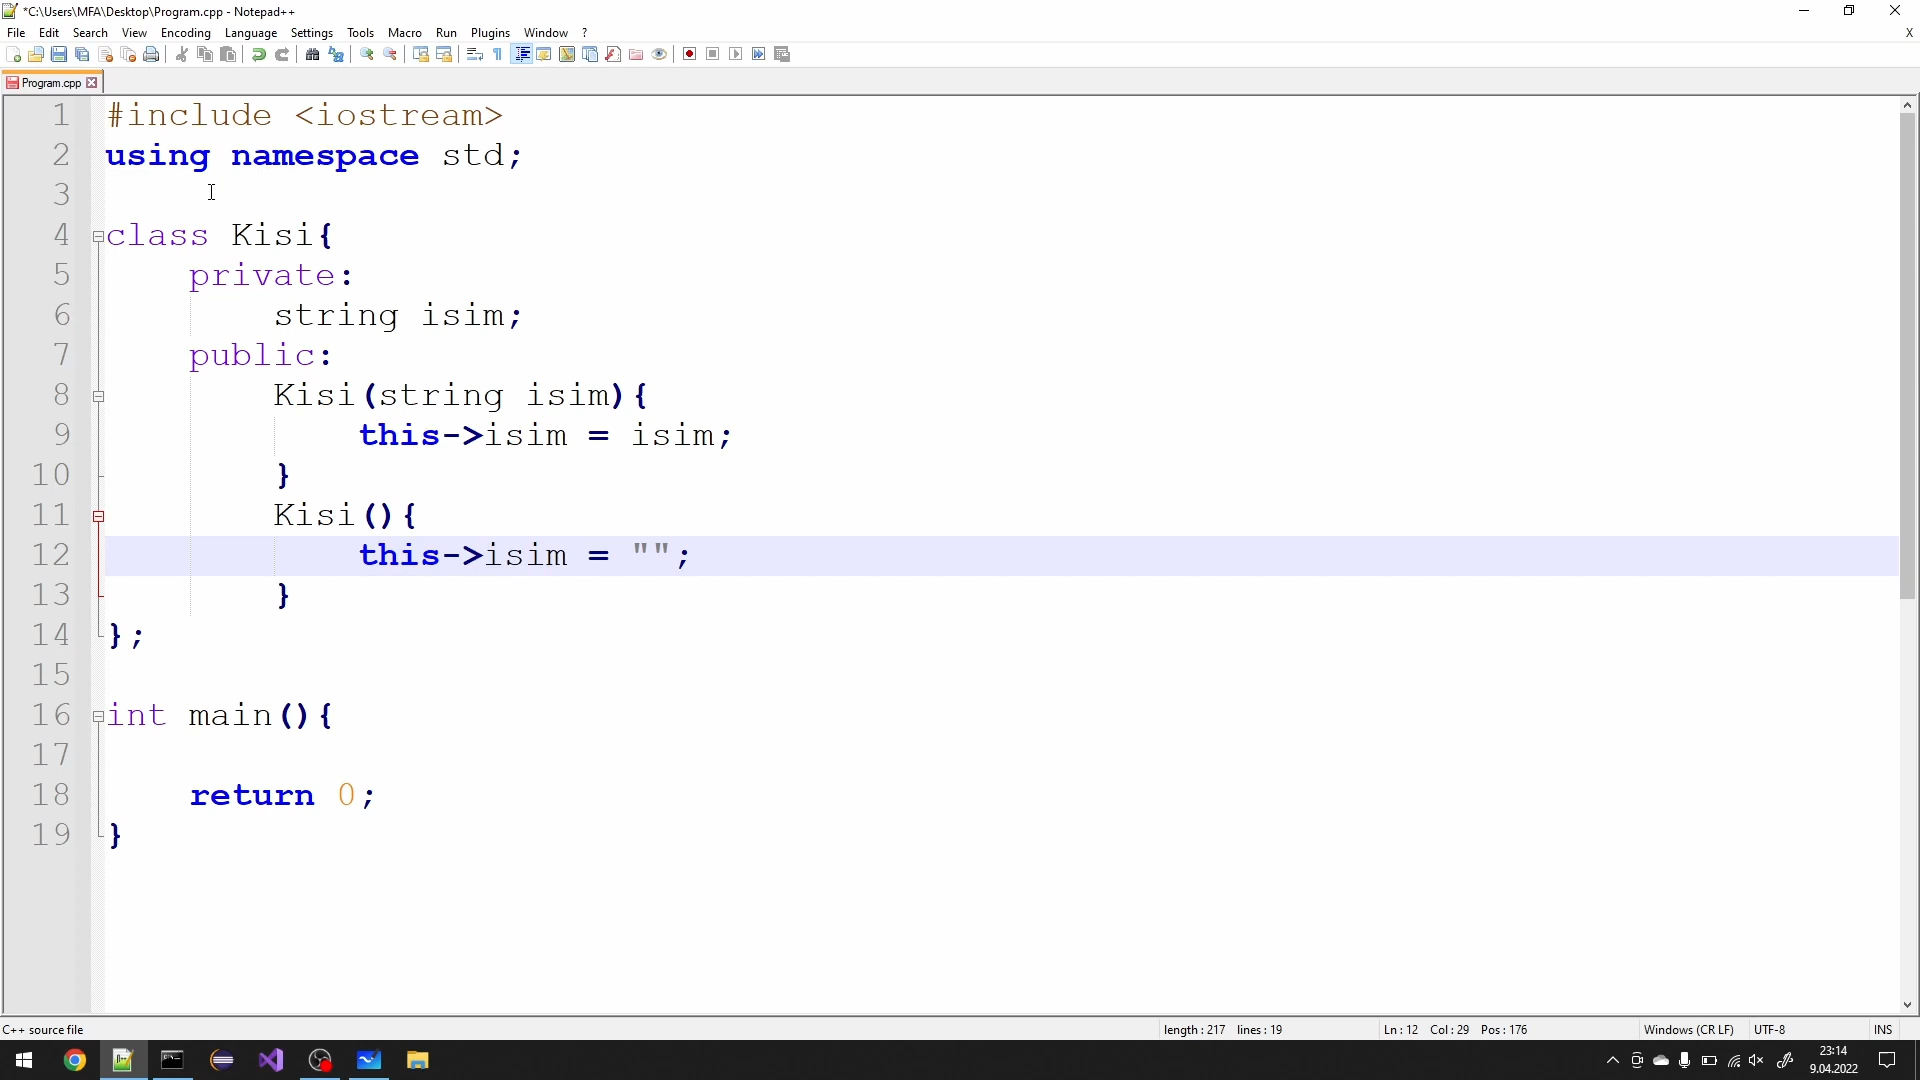 *C:\Users\MFA\Desktop\Program.cpp - Notepad++
File Edit Search View Encoding Language Settings Tools Macro Run Plugins Window ? X
Program.cpp
1 #include <iostream>
2 using namespace std;
3
4 class Kisi{
5 private:
6 string isim;
7 public:
8 Kisi(string isim){
9 this->isim = isim;
10 }
11 Kisi(){
12 this->isim = "";
13 }
14 };
15
16 int main(){
17
18 return 0;
19 }
C++ source file length : 217 lines : 19 Ln : 12 Col : 29 Pos : 176 Windows (CR LF) UTF-8 INS
23:14
9.04.2022